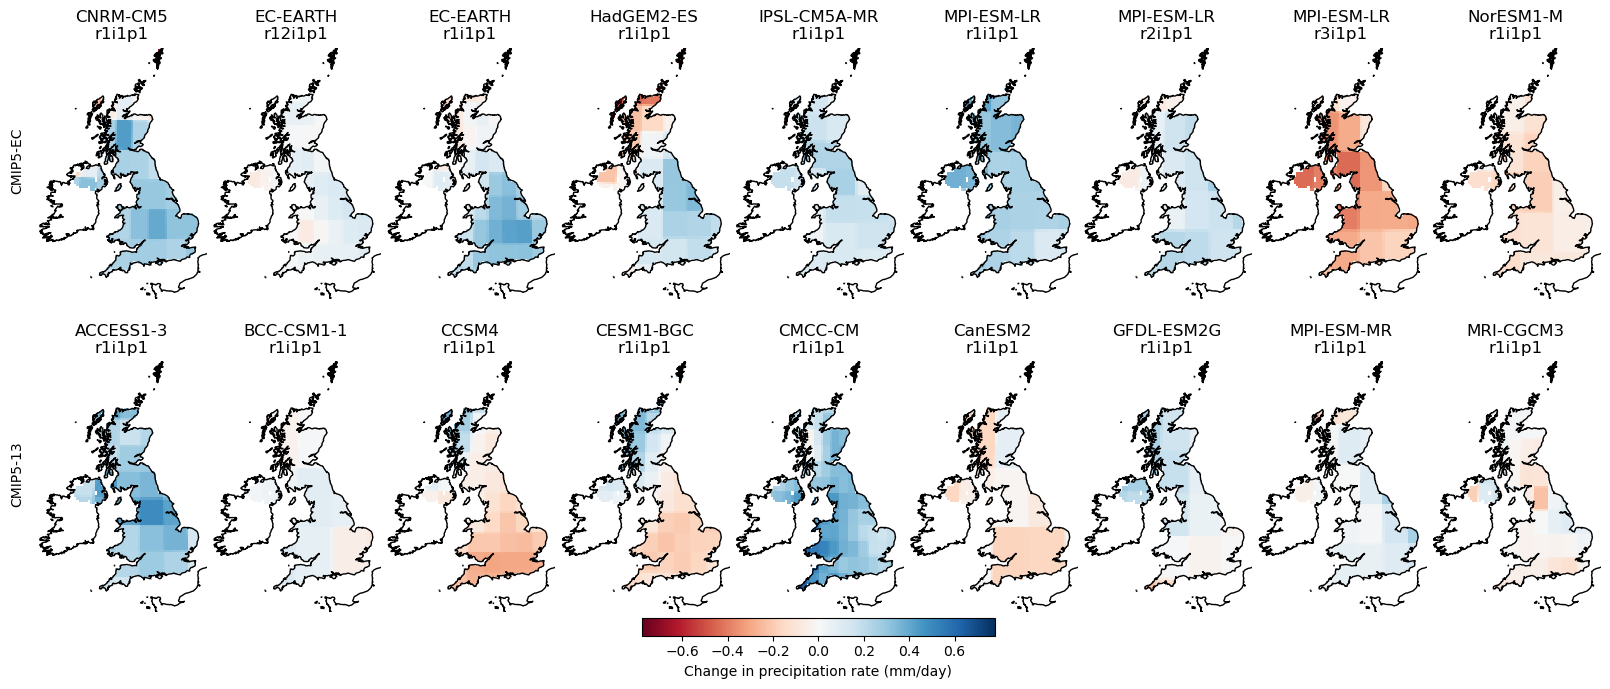 CNRM-CM5 EC-EARTH EC-EARTH HadGEM2-ES IPSL-CM5A-MR MPI-ESM-LR MPI-ESM-LR MPI-ESM-LR NorESM1-M
r1i1p1 r12i1p1 r1i1p1 r1i1p1 r1i1p1 r1i1p1 r2i1p1 r3i1p1 r1i1p1
CMIP5-EC
ACCESS1-3 BCC-CSM1-1 CCSM4 CESM1-BGC CMCC-CM CanESM2 GFDL-ESM2G MPI-ESM-MR MRI-CGCM3
r1i1p1 r1i1p1 r1i1p1 r1i1p1 r1i1p1 r1i1p1 r1i1p1 r1i1p1 r1i1p1
CMIP5-13
−0.6 −0.4 −0.2 0.0 0.2 0.4 0.6
Change in precipitation rate (mm/day)